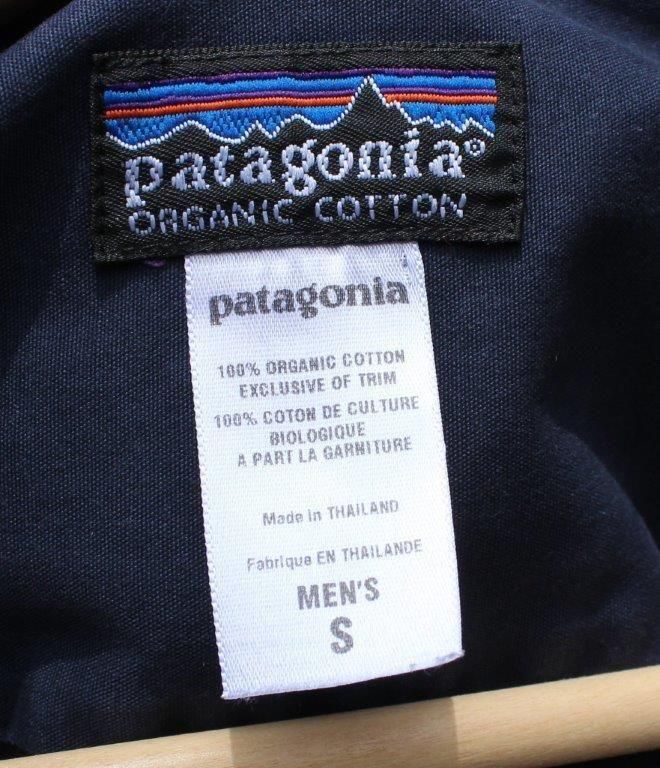 patagonia®
ORGANIC COTTON
patagonia
100% ORGANIC COTTON
EXCLUSIVE OF TRIM
100% COTON DE CULTURE
BIOLOGIQUE
A PART LA GARNITURE
Made in THAILAND
Fabrique EN THAILANDE
MEN'S
S